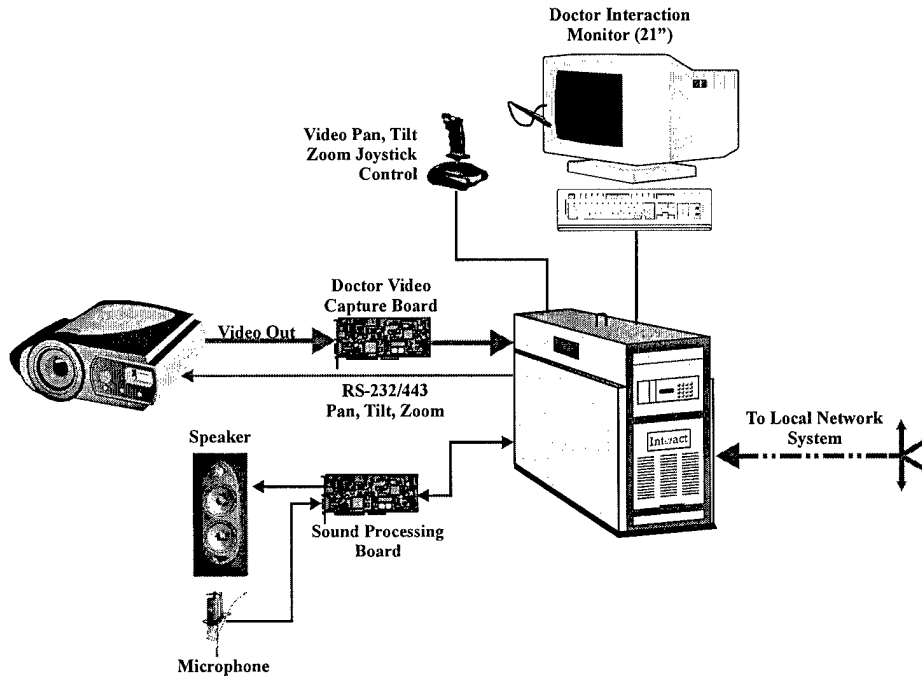 Doctor Interaction
Monitor (21”)
Video Pan, Tilt
Zoom Joystick
Control
Doctor Video
Capture Board
Video Out
RS-232/443
Pan, Tilt, Zoom
To Local Network
System
Speaker
Interact
Sound Processing
Board
Microphone